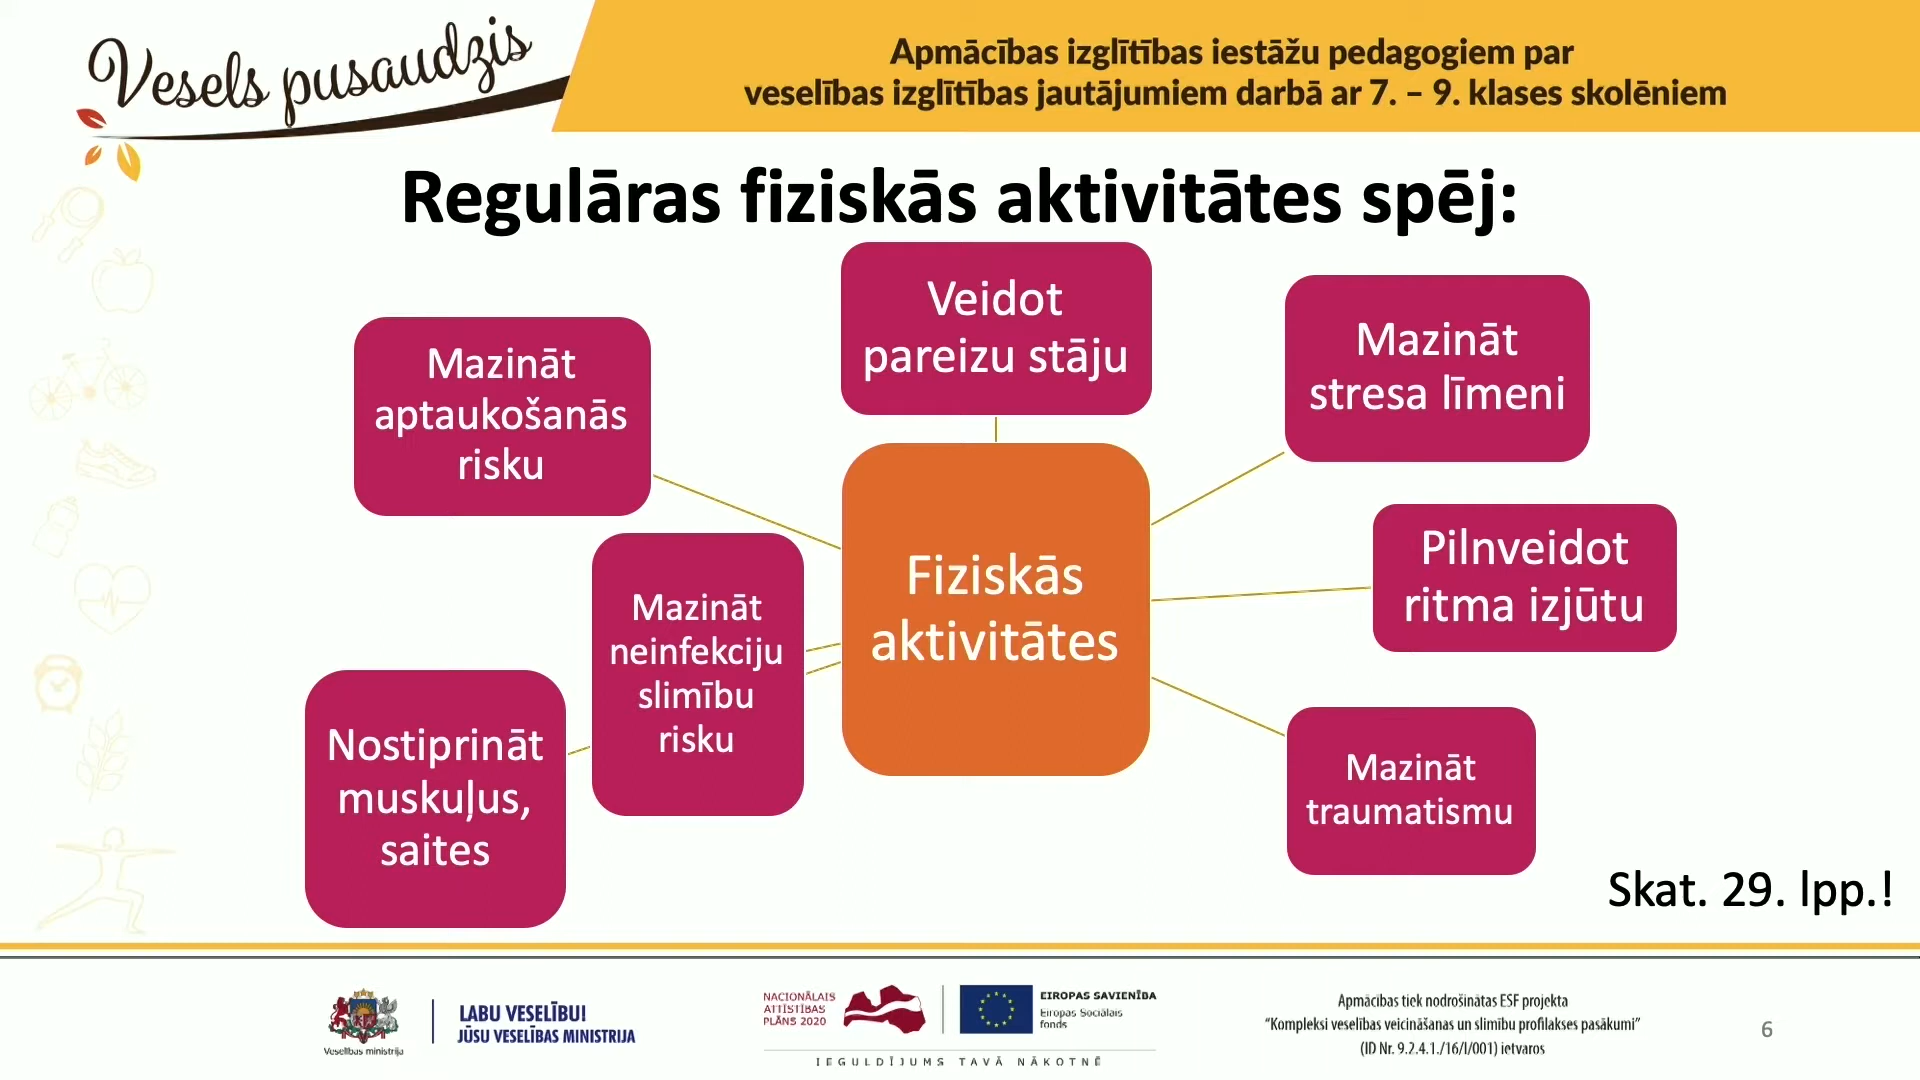 Vesels pusaudzis
Apmācības izglītības iestāžu pedagogiem par
veselības izglītības jautājumiem darbā ar 7. – 9. klases skolēniem
Regulāras fiziskās aktivitātes spēj:
Veidot
pareizu stāju
Mazināt
stresa līmeni
Mazināt
aptaukošanās
risku
Pilnveidot
ritma izjūtu
Fiziskās
aktivitātes
Mazināt
neinfekciju
slimību
risku
Nostiprināt
muskuļus,
saites
Mazināt
traumatismu
Skat. 29. lpp.!
Veselības ministrija
LABU VESELĪBU!
JŪSU VESELĪBAS MINISTRIJA
NACIONĀLAIS
ATTĪSTĪBAS
PLĀNS 2020
EIROPAS SAVIENĪBA
Eiropas Sociālais
fonds
IEGULDĪJUMS TAVĀ NĀKOTNĒ
Apmācības tiek nodrošinātas ESF projekta
“Kompleksi veselības veicināšanas un slimību profilakses pasākumi”
(ID Nr. 9.2.4.1./16/I/001) ietvaros
6